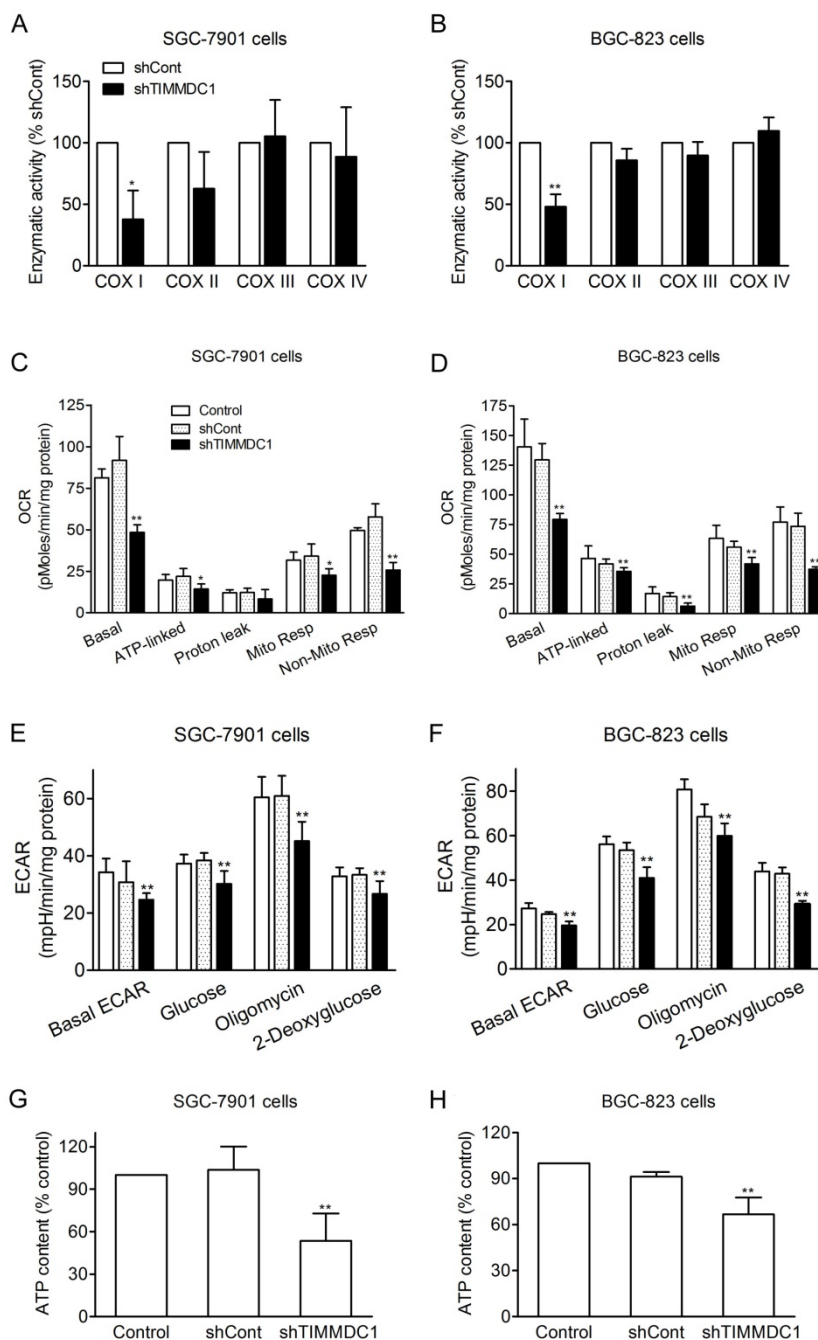 A
SGC-7901 cells
shCont
shTIMMDC1
Enzymatic activity (% shCont)
150
100
50
0
*
COX I
COX II
COX III
COX IV
B
BGC-823 cells
Enzymatic activity (% shCont)
150
100
50
0
**
COX I
COX II
COX III
COX IV
C
SGC-7901 cells
Control
shCont
shTIMMDC1
OCR
(pMoles/min/mg protein)
125
100
75
50
25
0
**
*
*
**
Basal
ATP-linked
Proton leak
Mito Resp
Non-Mito Resp
D
BGC-823 cells
OCR
(pMoles/min/mg protein)
175
150
125
100
75
50
25
0
**
**
**
**
**
Basal
ATP-linked
Proton leak
Mito Resp
Non-Mito Resp
E
SGC-7901 cells
ECAR
(mpH/min/mg protein)
60
40
20
0
**
**
**
**
Basal ECAR
Glucose
Oligomycin
2-Deoxyglucose
F
BGC-823 cells
ECAR
(mpH/min/mg protein)
80
60
40
20
0
**
**
**
**
Basal ECAR
Glucose
Oligomycin
2-Deoxyglucose
G
SGC-7901 cells
ATP content (% control)
120
90
60
30
0
**
Control
shCont
shTIMMDC1
H
BGC-823 cells
ATP content (% control)
120
90
60
30
0
**
Control
shCont
shTIMMDC1